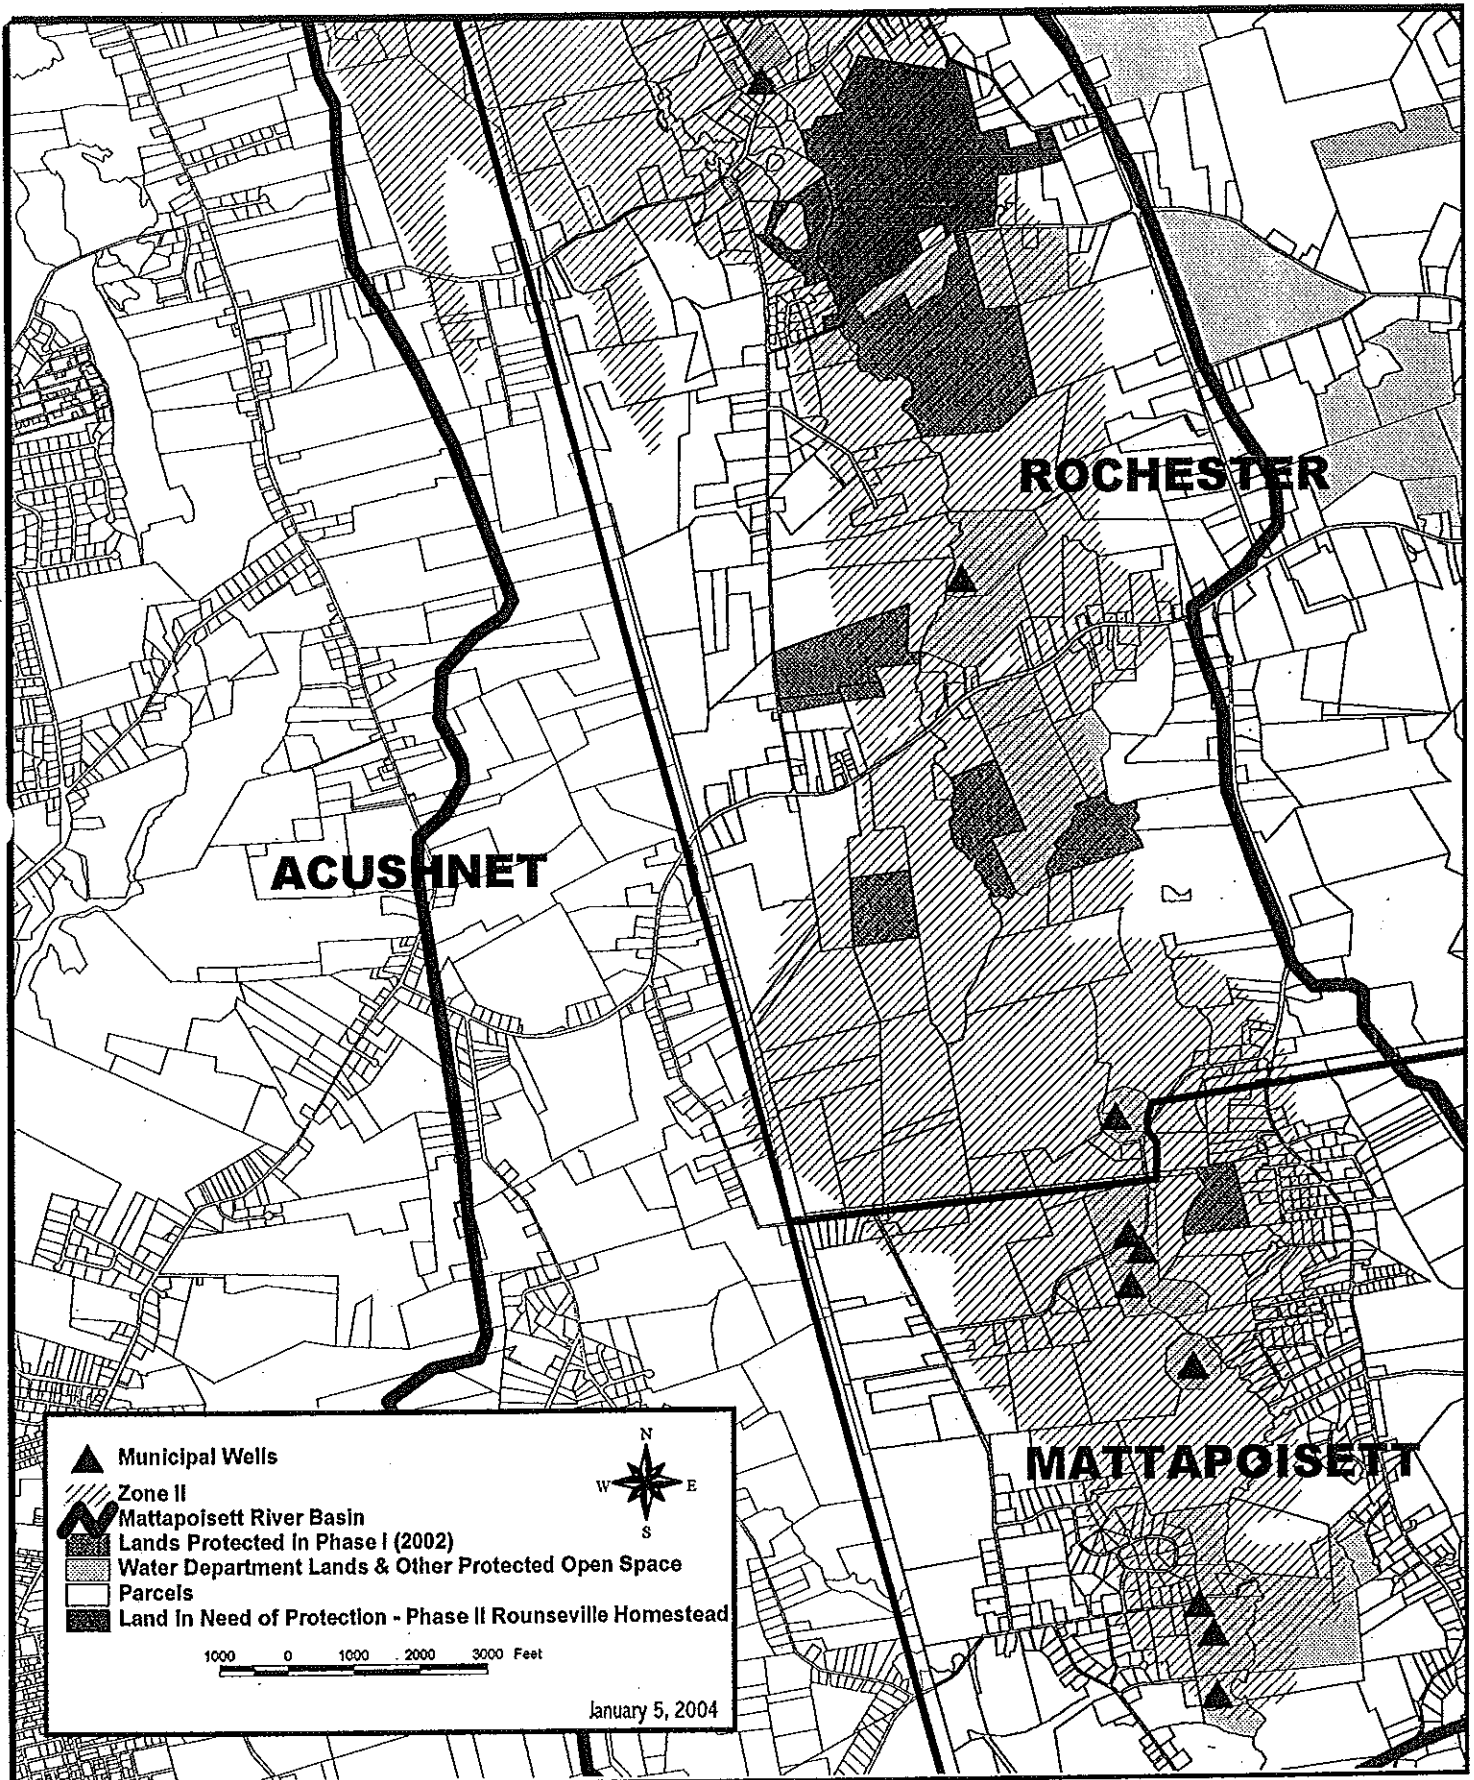 ROCHESTER
ACUSHNET
MATTAPOISETT
Municipal Wells
Zone II
Mattapoisett River Basin
Lands Protected in Phase I (2002)
Water Department Lands & Other Protected Open Space
Parcels
Land in Need of Protection - Phase II Rounseville Homestead
N
W E
S
1000 0 1000 2000 3000 Feet
January 5, 2004